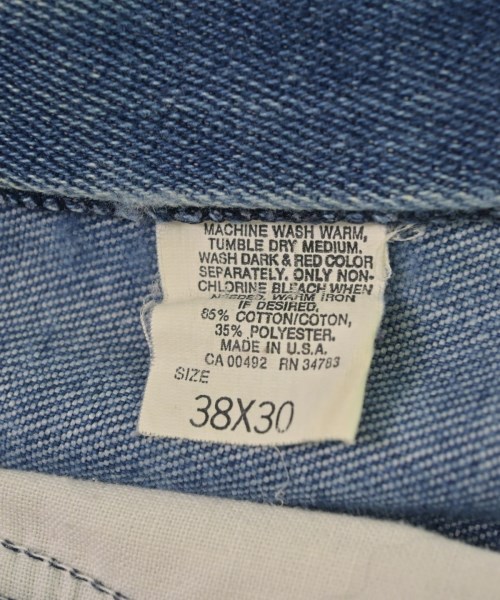 MACHINE WASH WARM,
TUMBLE DRY MEDIUM.
WASH DARK & RED COLOR
SEPARATELY. ONLY NON-
CHLORINE BLEACH WHEN
NEEDED. WARM IRON
IF DESIRED.
65% COTTON/COTON,
35% POLYESTER.
MADE IN U.S.A.
CA 00492 RN 34783
SIZE
38X30